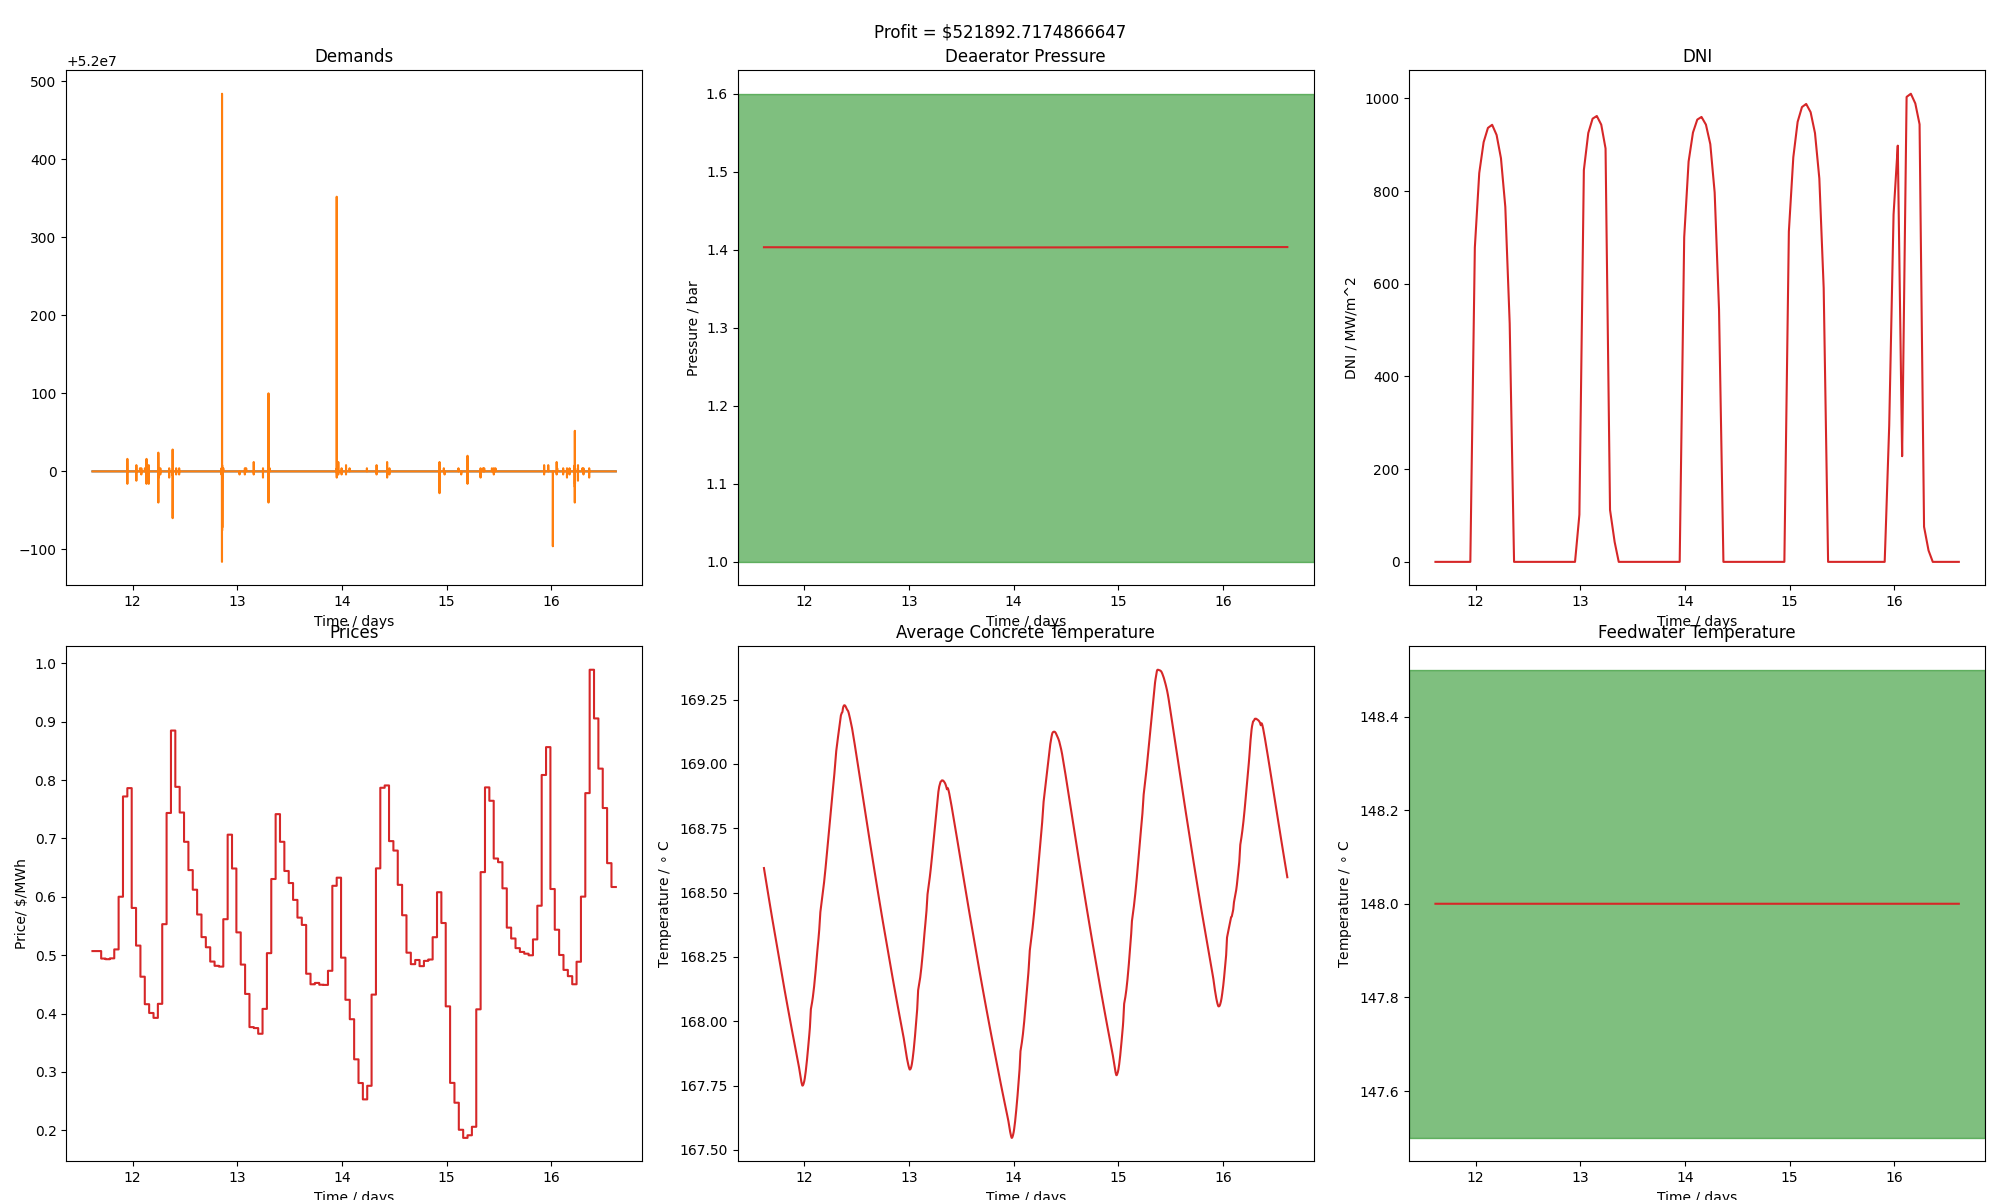 Profit = $521892.7174866647
Demands
+5.2e7
500
400
300
200
100
0
−100
12 13 14 15 16
Time / days
Deaerator Pressure
Pressure / bar
1.6
1.5
1.4
1.3
1.2
1.1
1.0
12 13 14 15 16
Time / days
DNI
DNI / MW/m^2
1000
800
600
400
200
0
12 13 14 15 16
Time / days
Prices
Price/ $/MWh
1.0
0.9
0.8
0.7
0.6
0.5
0.4
0.3
0.2
12 13 14 15 16
Time / days
Average Concrete Temperature
Temperature / ∘ C
169.25
169.00
168.75
168.50
168.25
168.00
167.75
167.50
12 13 14 15 16
Time / days
Feedwater Temperature
Temperature / ∘ C
148.4
148.2
148.0
147.8
147.6
12 13 14 15 16
Time / days